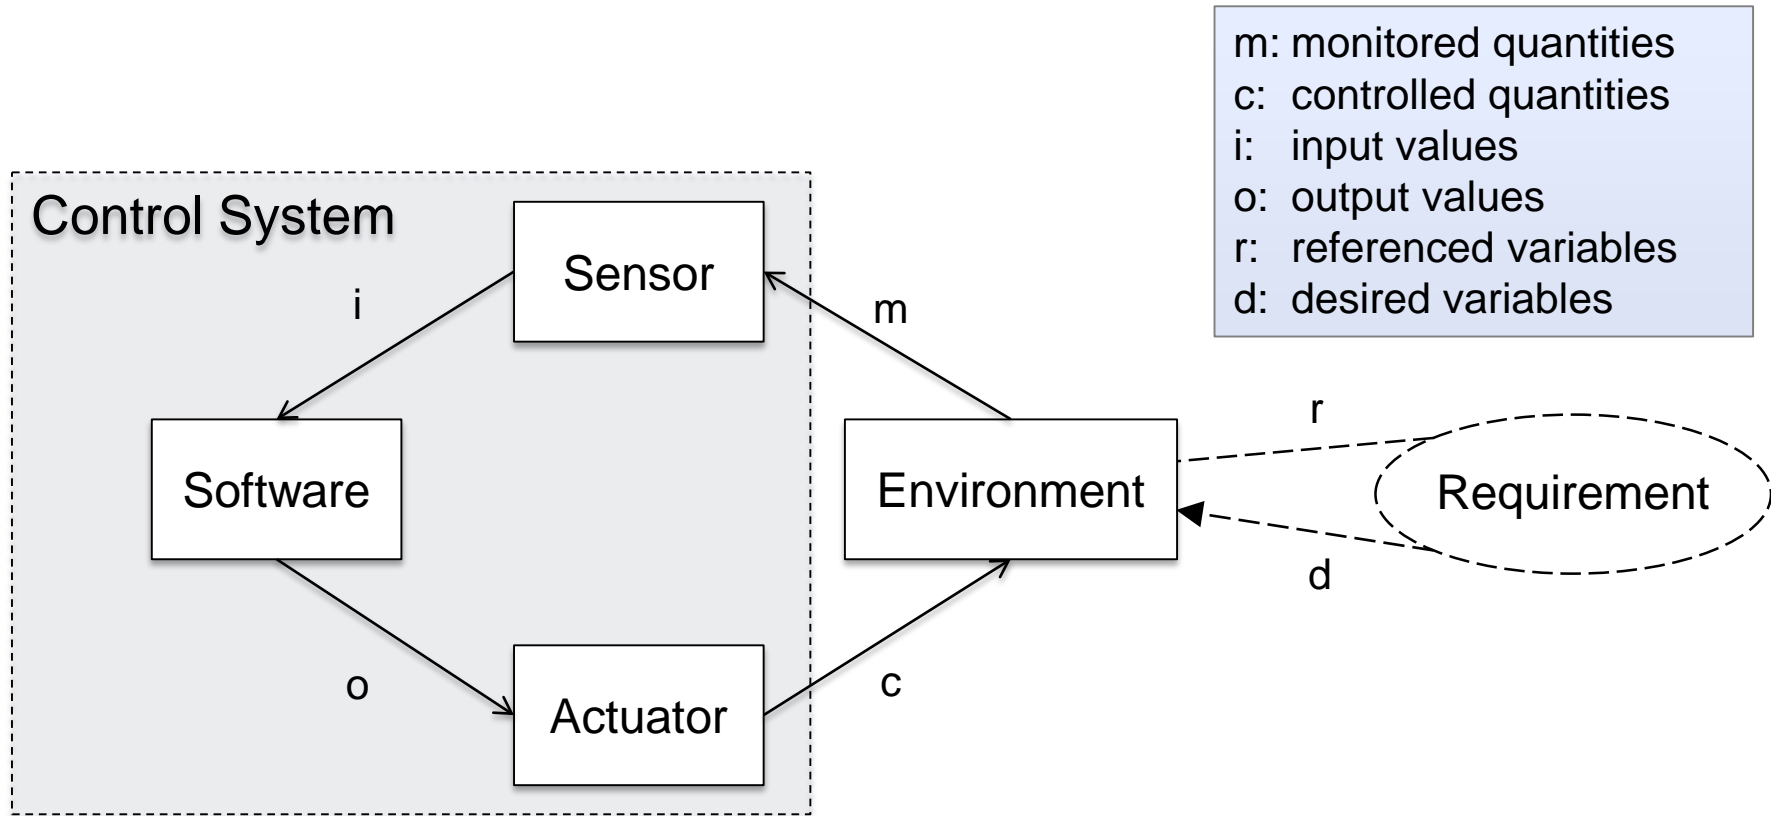 m: monitored quantities
c: controlled quantities
i: input values
o: output values
r: referenced variables
d: desired variables
Control System
Sensor
i
m
r
Software
Environment
Requirement
d
o
c
Actuator